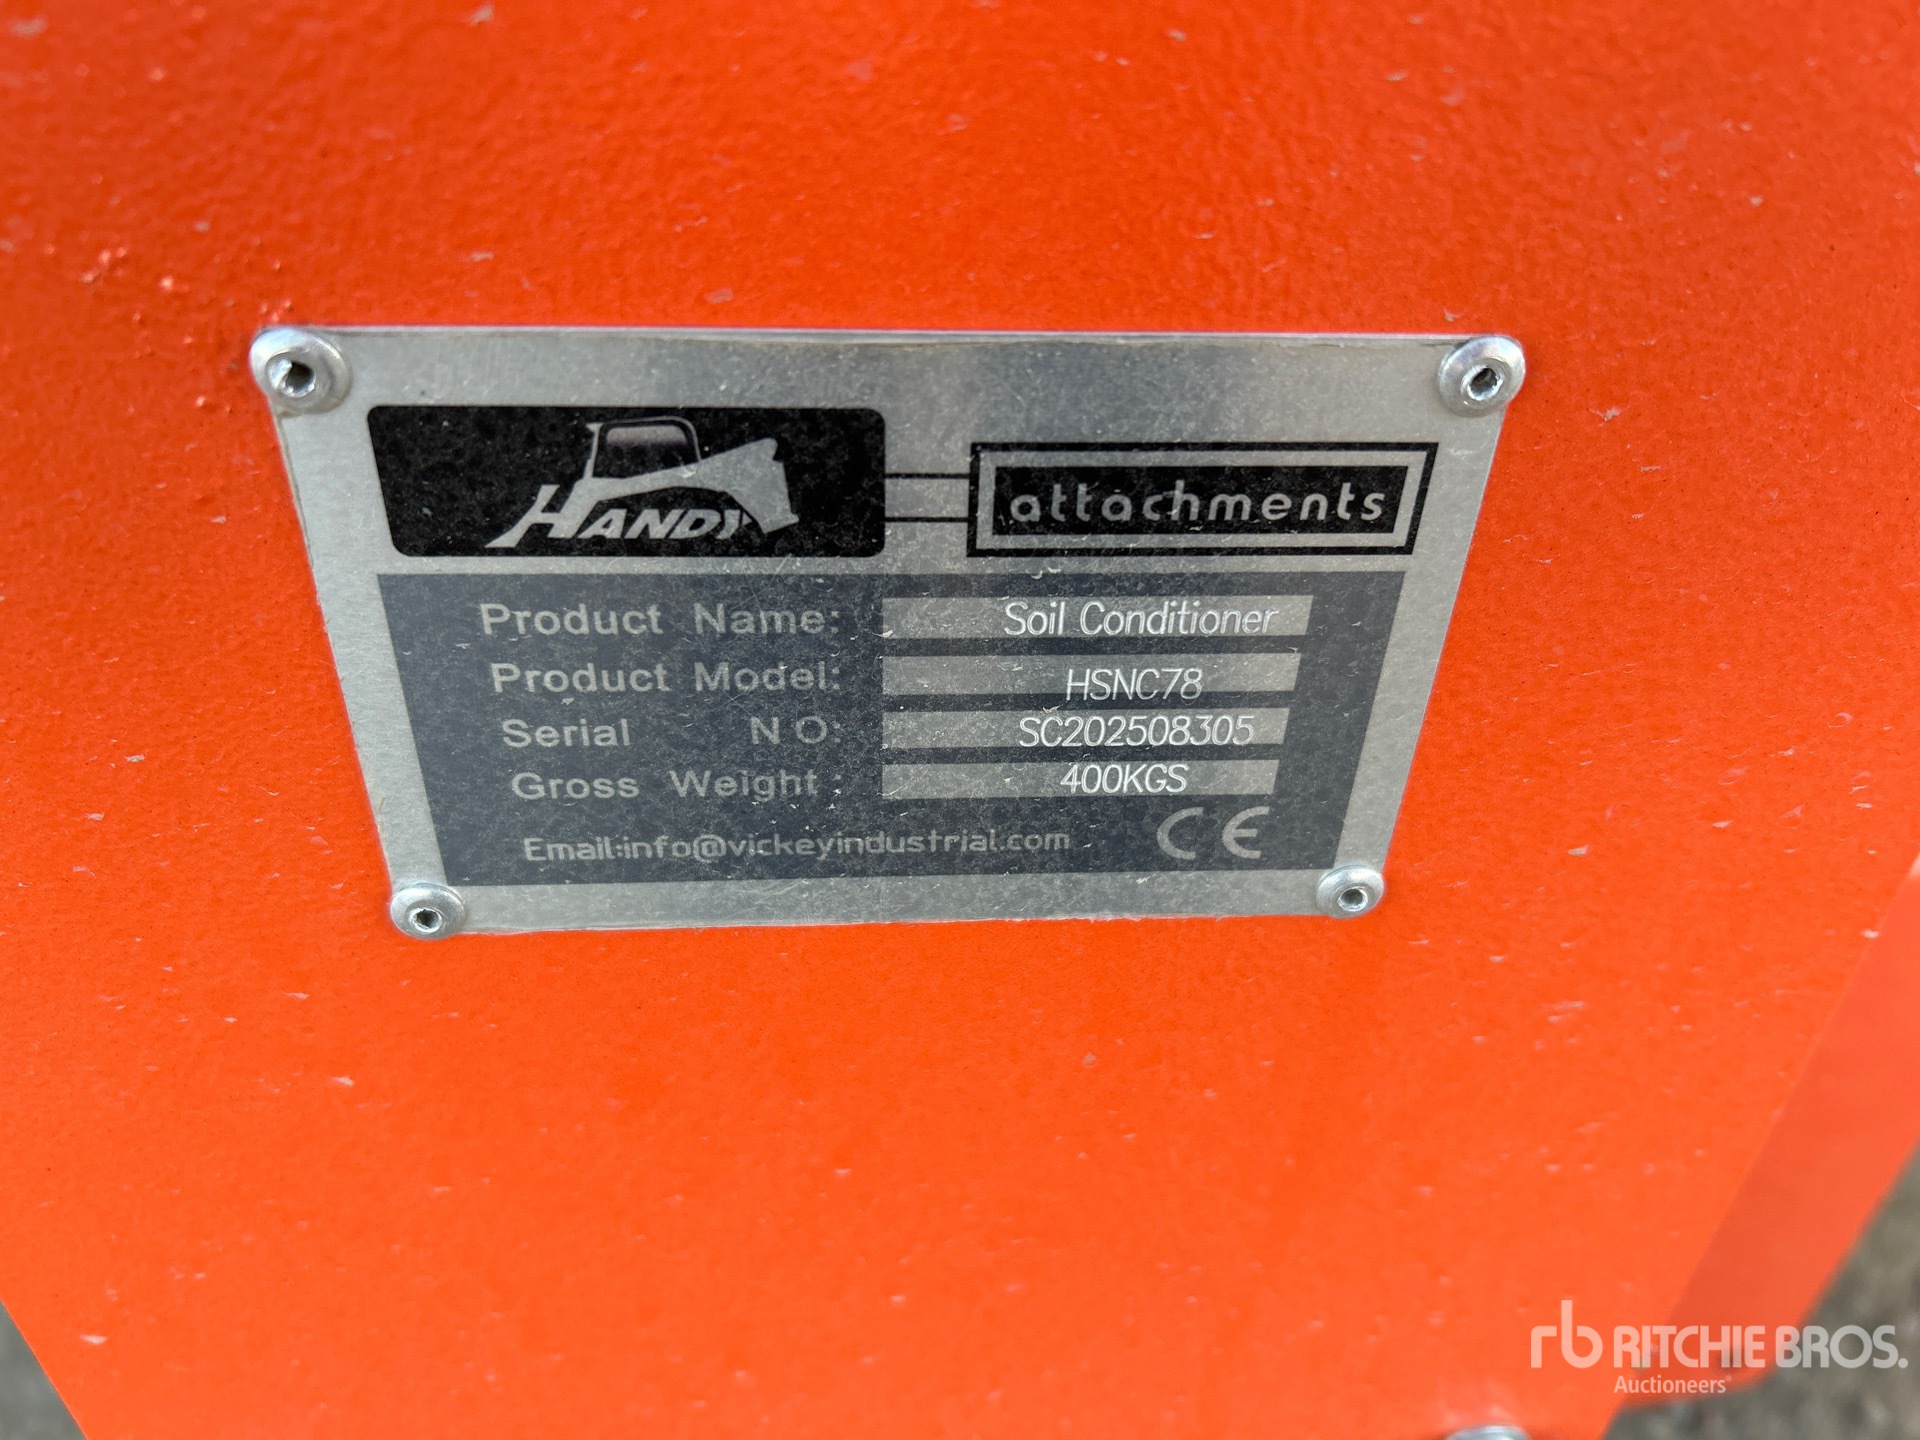 HANDY
attachments
Product Name: Soil Conditioner
Product Model: HSNC78
Serial NO: SC202508305
Gross Weight: 400KGS
Email:info@vickeyindustrial.com CE
rb RITCHIE BROS.
Auctioneers